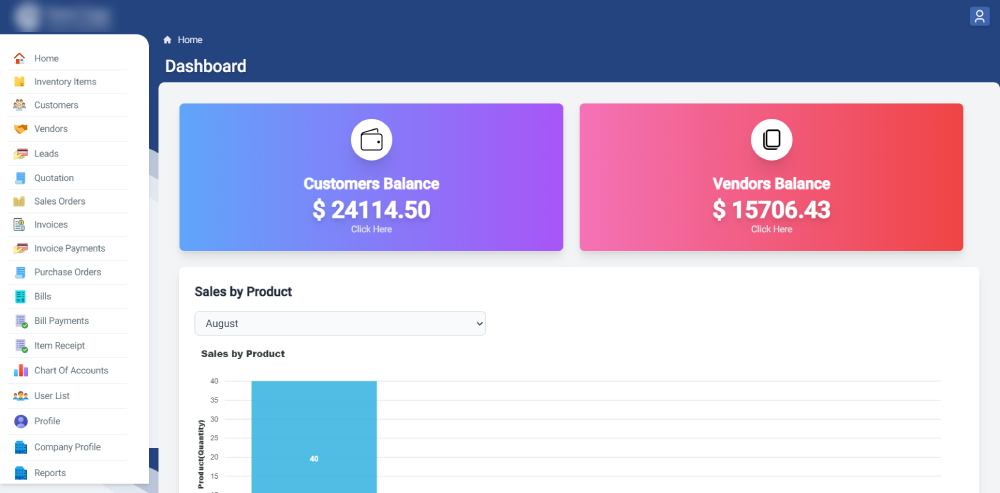 Home
Dashboard
Home
Inventory Items
Customers
Vendors
Leads
Quotation
Sales Orders
Invoices
Invoice Payments
Purchase Orders
Bills
Bill Payments
Item Receipt
Chart Of Accounts
User List
Profile
Company Profile
Reports
Customers Balance
$ 24114.50
Click Here
Vendors Balance
$ 15706.43
Click Here
Sales by Product
August
Sales by Product
Product(Quantity)
40
35
30
25
20
15
10
40